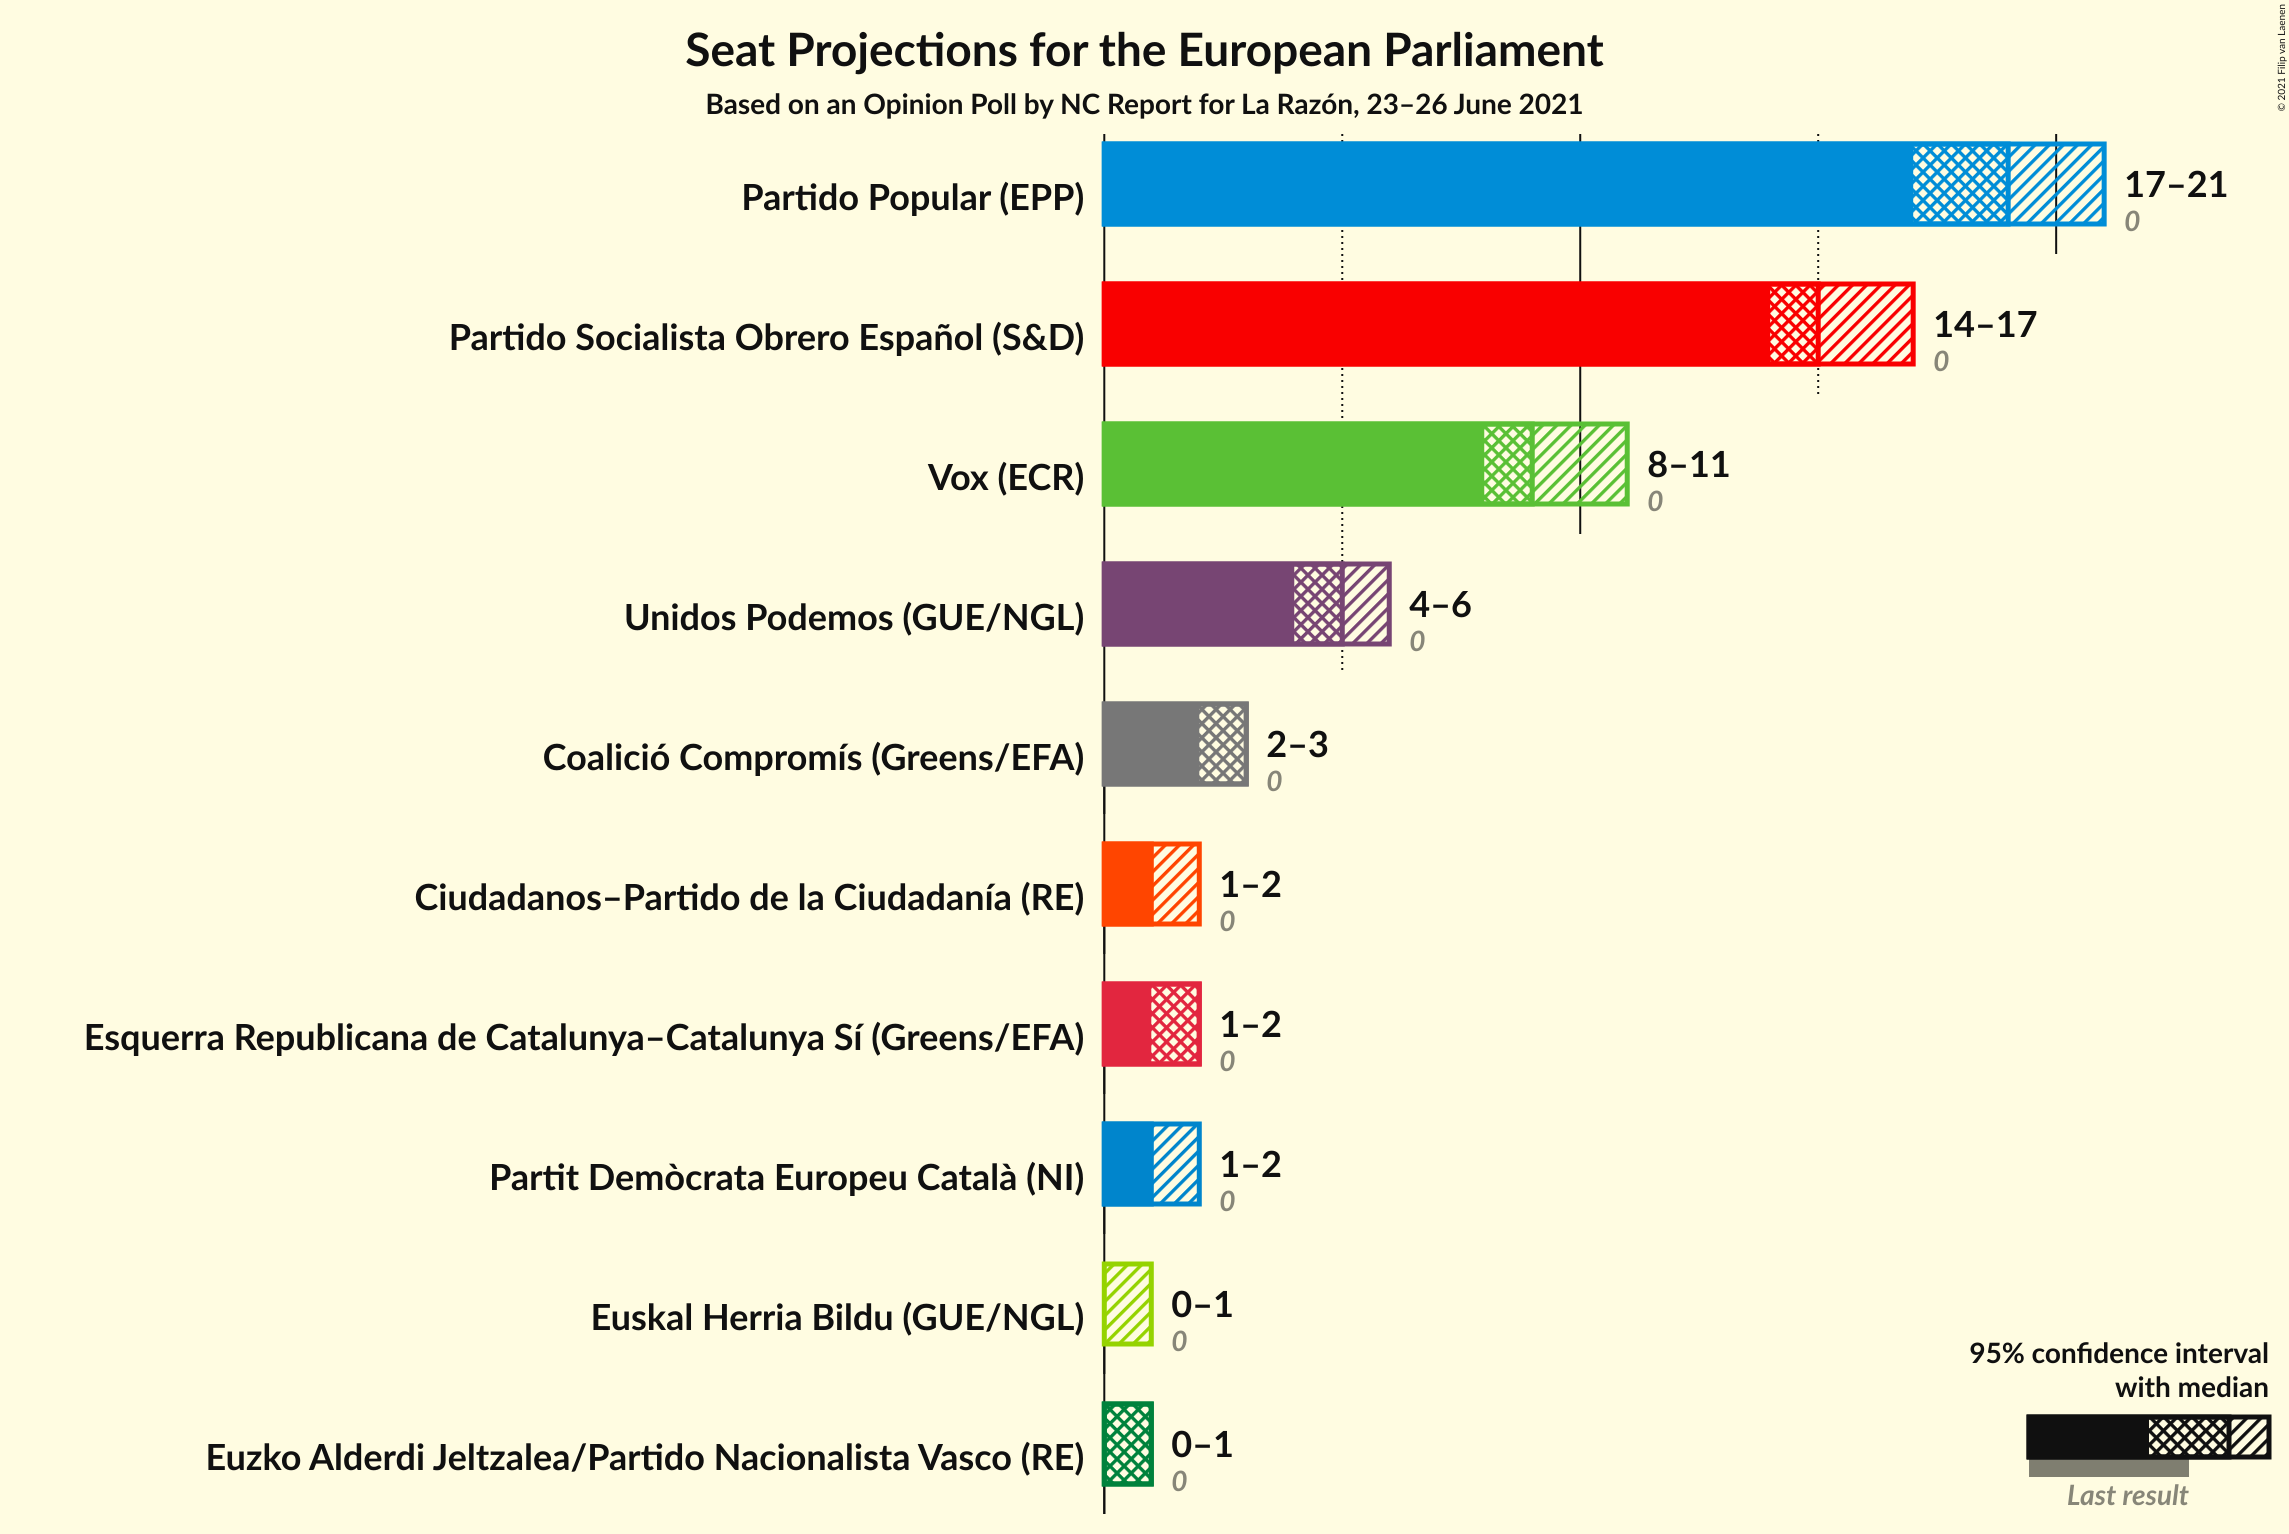 Seat Projections for the European Parliament
Based on an Opinion Poll by NC Report for La Razón, 23–26 June 2021
© 2021 Filip van Laenen
Partido Popular (EPP)
17–21
0
Partido Socialista Obrero Español (S&D)
14–17
0
Vox (ECR)
8–11
0
Unidos Podemos (GUE/NGL)
4–6
0
Coalició Compromís (Greens/EFA)
2–3
0
Ciudadanos–Partido de la Ciudadanía (RE)
1–2
0
Esquerra Republicana de Catalunya–Catalunya Sí (Greens/EFA)
1–2
0
Partit Demòcrata Europeu Català (NI)
1–2
0
Euskal Herria Bildu (GUE/NGL)
0–1
0
Euzko Alderdi Jeltzalea/Partido Nacionalista Vasco (RE)
0–1
0
95% confidence interval
with median
Last result